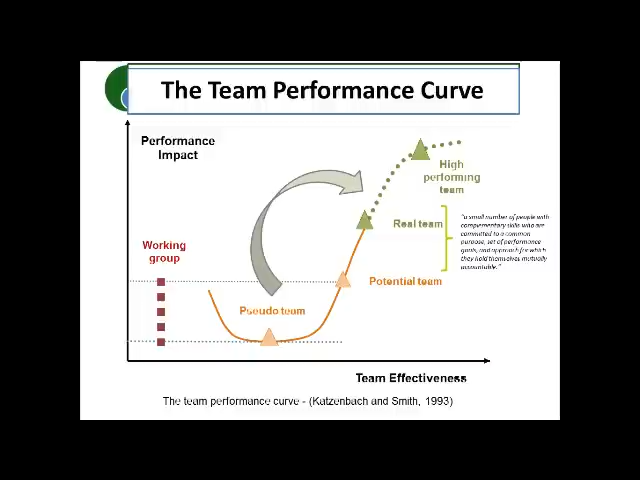 The Team Performance Curve
Performance
Impact
High
performing
team
Real team
"a small number of people with
complementary skills who are
committed to a common
purpose, set of performance
goals, and approach for which
they hold themselves mutually
accountable."
Working
group
Potential team
Pseudo team
Team Effectiveness
The team performance curve - (Katzenbach and Smith, 1993)